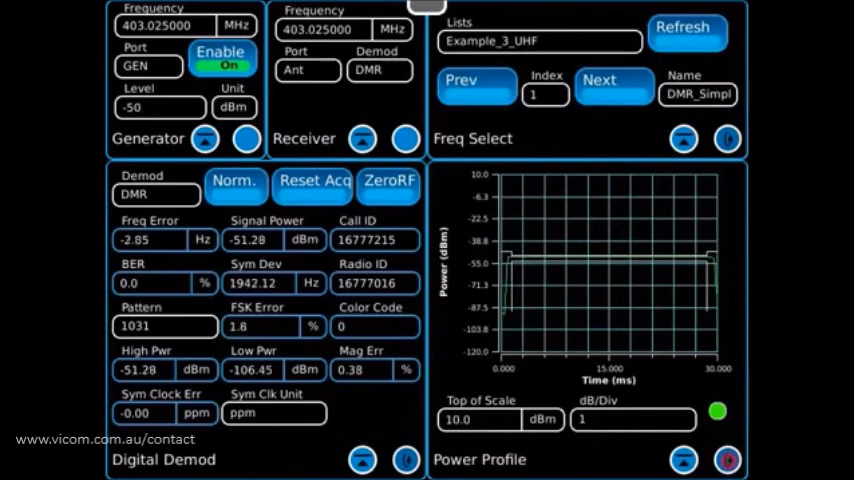 Frequency
403.025000 MHz
Port
GEN
Enable
On
Level
-50
Unit
dBm
Generator
Frequency
403.025000 MHz
Port
Ant
Demod
DMR
Receiver
Lists
Example_3_UHF
Refresh
Prev
Index
1
Next
Name
DMR_Simpl
Freq Select
Demod
DMR
Norm.
Reset Acq
ZeroRF
Freq Error
-2.85 Hz
Signal Power
-51.28 dBm
Call ID
16777215
BER
0.0 %
Sym Dev
1942.12 Hz
Radio ID
16777016
Pattern
1031
FSK Error
1.8 %
Color Code
0
High Pwr
-51.28 dBm
Low Pwr
-106.45 dBm
Mag Err
0.38 %
Sym Clock Err
-0.00 ppm
Sym Clk Unit
ppm
www.vicom.com.au/contact
Digital Demod
Power (dBm)
10.0
-6.3
-22.5
-38.8
-55.0
-71.3
-87.5
-103.8
-120.0
0.000 15.000 30.000
Time (ms)
Top of Scale
10.0 dBm
dB/Div
1
Power Profile